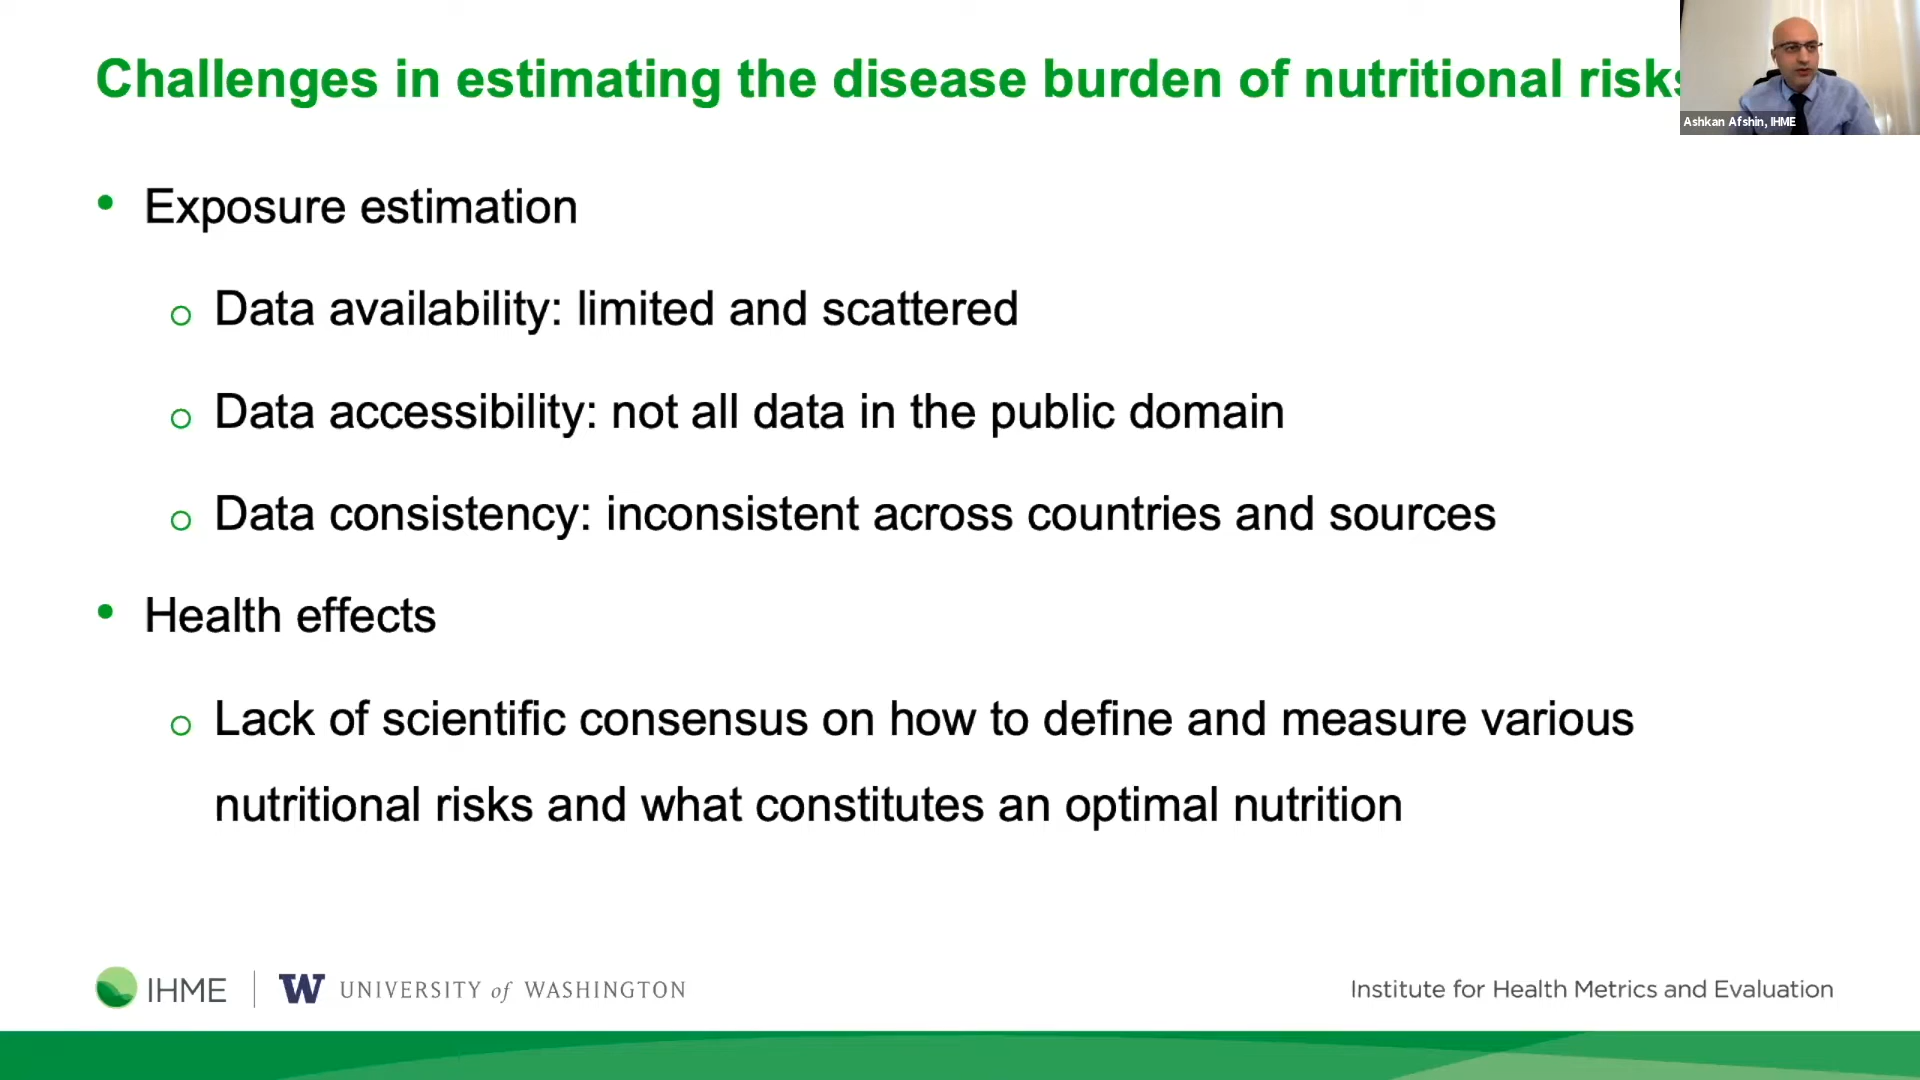 Challenges in estimating the disease burden of nutritional risks
Ashkan Afshin, IHME
• Exposure estimation
o Data availability: limited and scattered
o Data accessibility: not all data in the public domain
o Data consistency: inconsistent across countries and sources
• Health effects
o Lack of scientific consensus on how to define and measure various
nutritional risks and what constitutes an optimal nutrition
IHME | W UNIVERSITY of WASHINGTON
Institute for Health Metrics and Evaluation